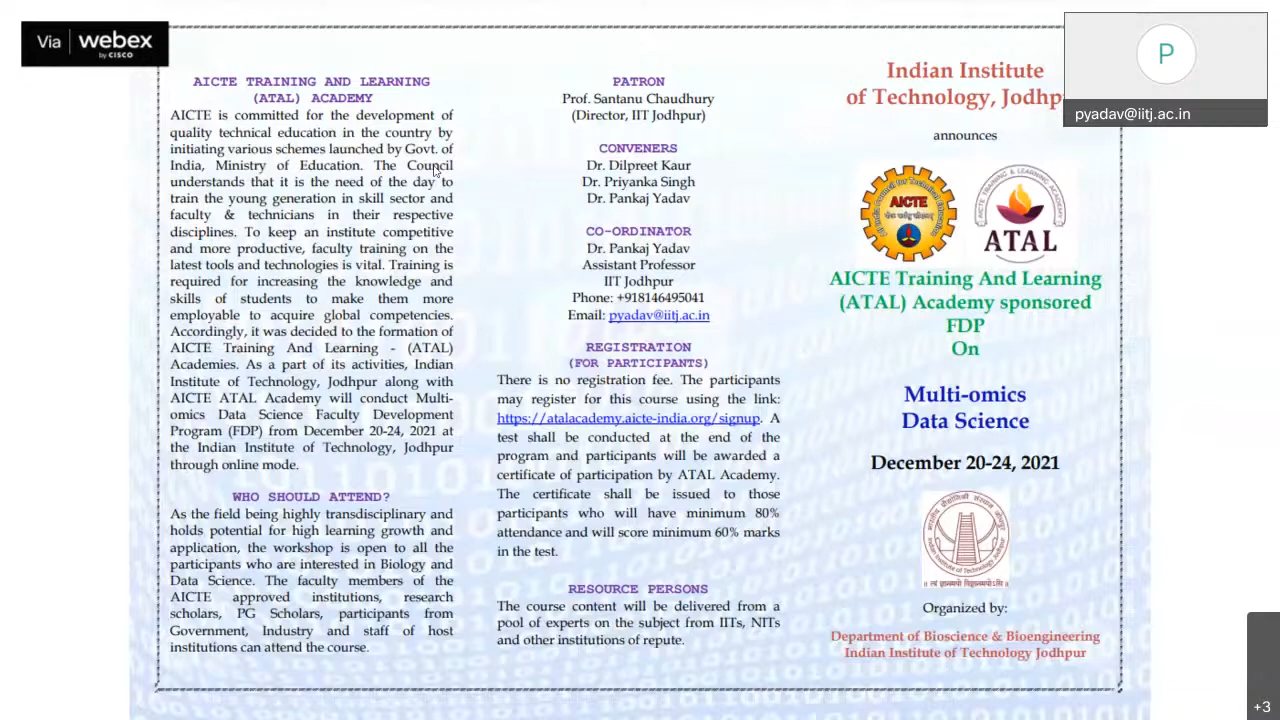 Via webex
by CISCO
AICTE TRAINING AND LEARNING
(ATAL) ACADEMY
AICTE is committed for the development of
quality technical education in the country by
initiating various schemes launched by Govt. of
India, Ministry of Education. The Council
understands that it is the need of the day to
train the young generation in skill sector and
faculty & technicians in their respective
disciplines. To keep an institute competitive
and more productive, faculty training on the
latest tools and technologies is vital. Training is
required for increasing the knowledge and
skills of students to make them more
employable to acquire global competencies.
Accordingly, it was decided to the formation of
AICTE Training And Learning - (ATAL)
Academies. As a part of its activities, Indian
Institute of Technology, Jodhpur along with
AICTE ATAL Academy will conduct Multi-
omics Data Science Faculty Development
Program (FDP) from December 20-24, 2021 at
the Indian Institute of Technology, Jodhpur
through online mode.
WHO SHOULD ATTEND?
As the field being highly transdisciplinary and
holds potential for high learning growth and
application, the workshop is open to all the
participants who are interested in Biology and
Data Science. The faculty members of the
AICTE approved institutions, research
scholars, PG Scholars, participants from
Government, Industry and staff of host
institutions can attend the course.
PATRON
Prof. Santanu Chaudhury
(Director, IIT Jodhpur)
CONVENERS
Dr. Dilpreet Kaur
Dr. Priyanka Singh
Dr. Pankaj Yadav
CO-ORDINATOR
Dr. Pankaj Yadav
Assistant Professor
IIT Jodhpur
Phone: +918146495041
Email: pyadav@iitj.ac.in
REGISTRATION
(FOR PARTICIPANTS)
There is no registration fee. The participants
may register for this course using the link:
https://atalacademy.aicte-india.org/signup. A
test shall be conducted at the end of the
program and participants will be awarded a
certificate of participation by ATAL Academy.
The certificate shall be issued to those
participants who will have minimum 80%
attendance and will score minimum 60% marks
in the test.
RESOURCE PERSONS
The course content will be delivered from a
pool of experts on the subject from IITs, NITs
and other institutions of repute.
Indian Institute
of Technology, Jodhp
announces
All India Council for Technical Education
AICTE
AICTE TRAINING & LEARNING ACADEMY
ATAL
AICTE Training And Learning
(ATAL) Academy sponsored
FDP
On
Multi-omics
Data Science
December 20-24, 2021
Indian Institute of Technology Jodhpur
॥ त्वं ज्ञानमयो विज्ञानमयोऽसि ॥
Organized by:
Department of Bioscience & Bioengineering
Indian Institute of Technology Jodhpur
P
pyadav@iitj.ac.in
+3